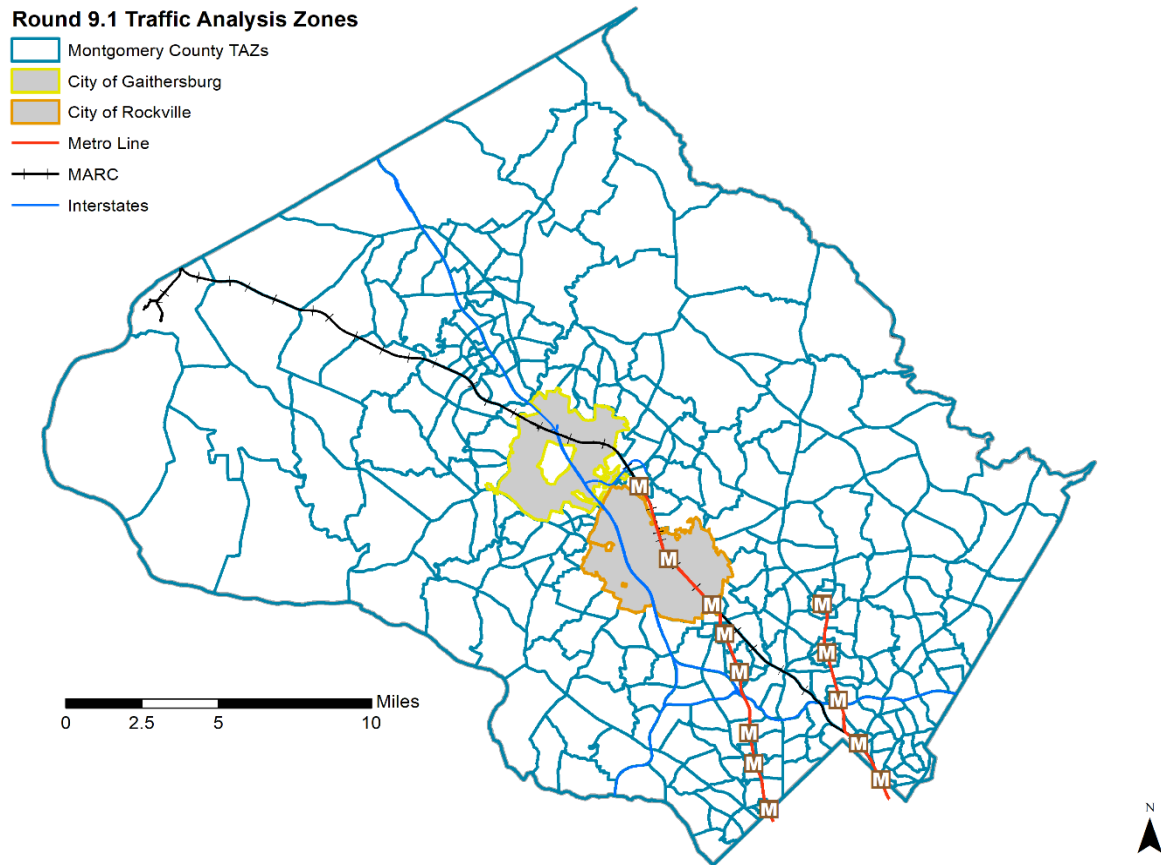 Round 9.1 Traffic Analysis Zones
Montgomery County TAZs
City of Gaithersburg
City of Rockville
Metro Line
MARC
Interstates
M
M
M
M
M
M
M
M
M
M
M
M
M
Miles
0 2.5 5 10
N